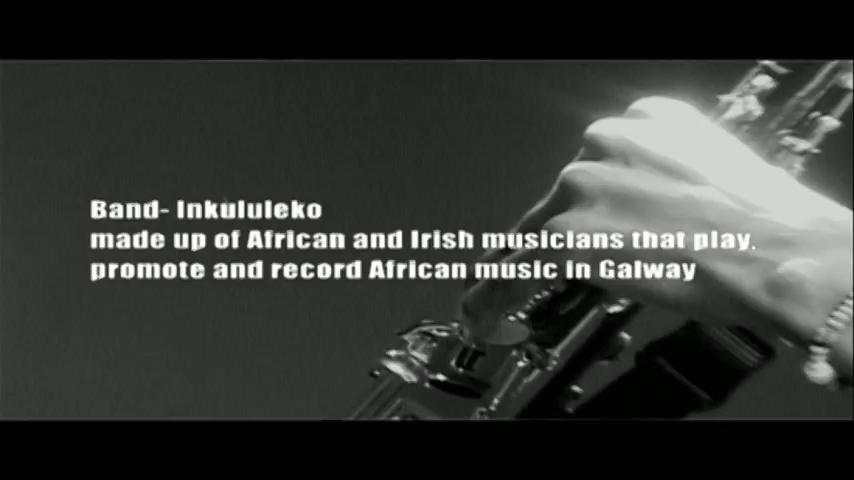 Band- Inkululeko
made up of African and Irish musicians that play,
promote and record African music in Galway